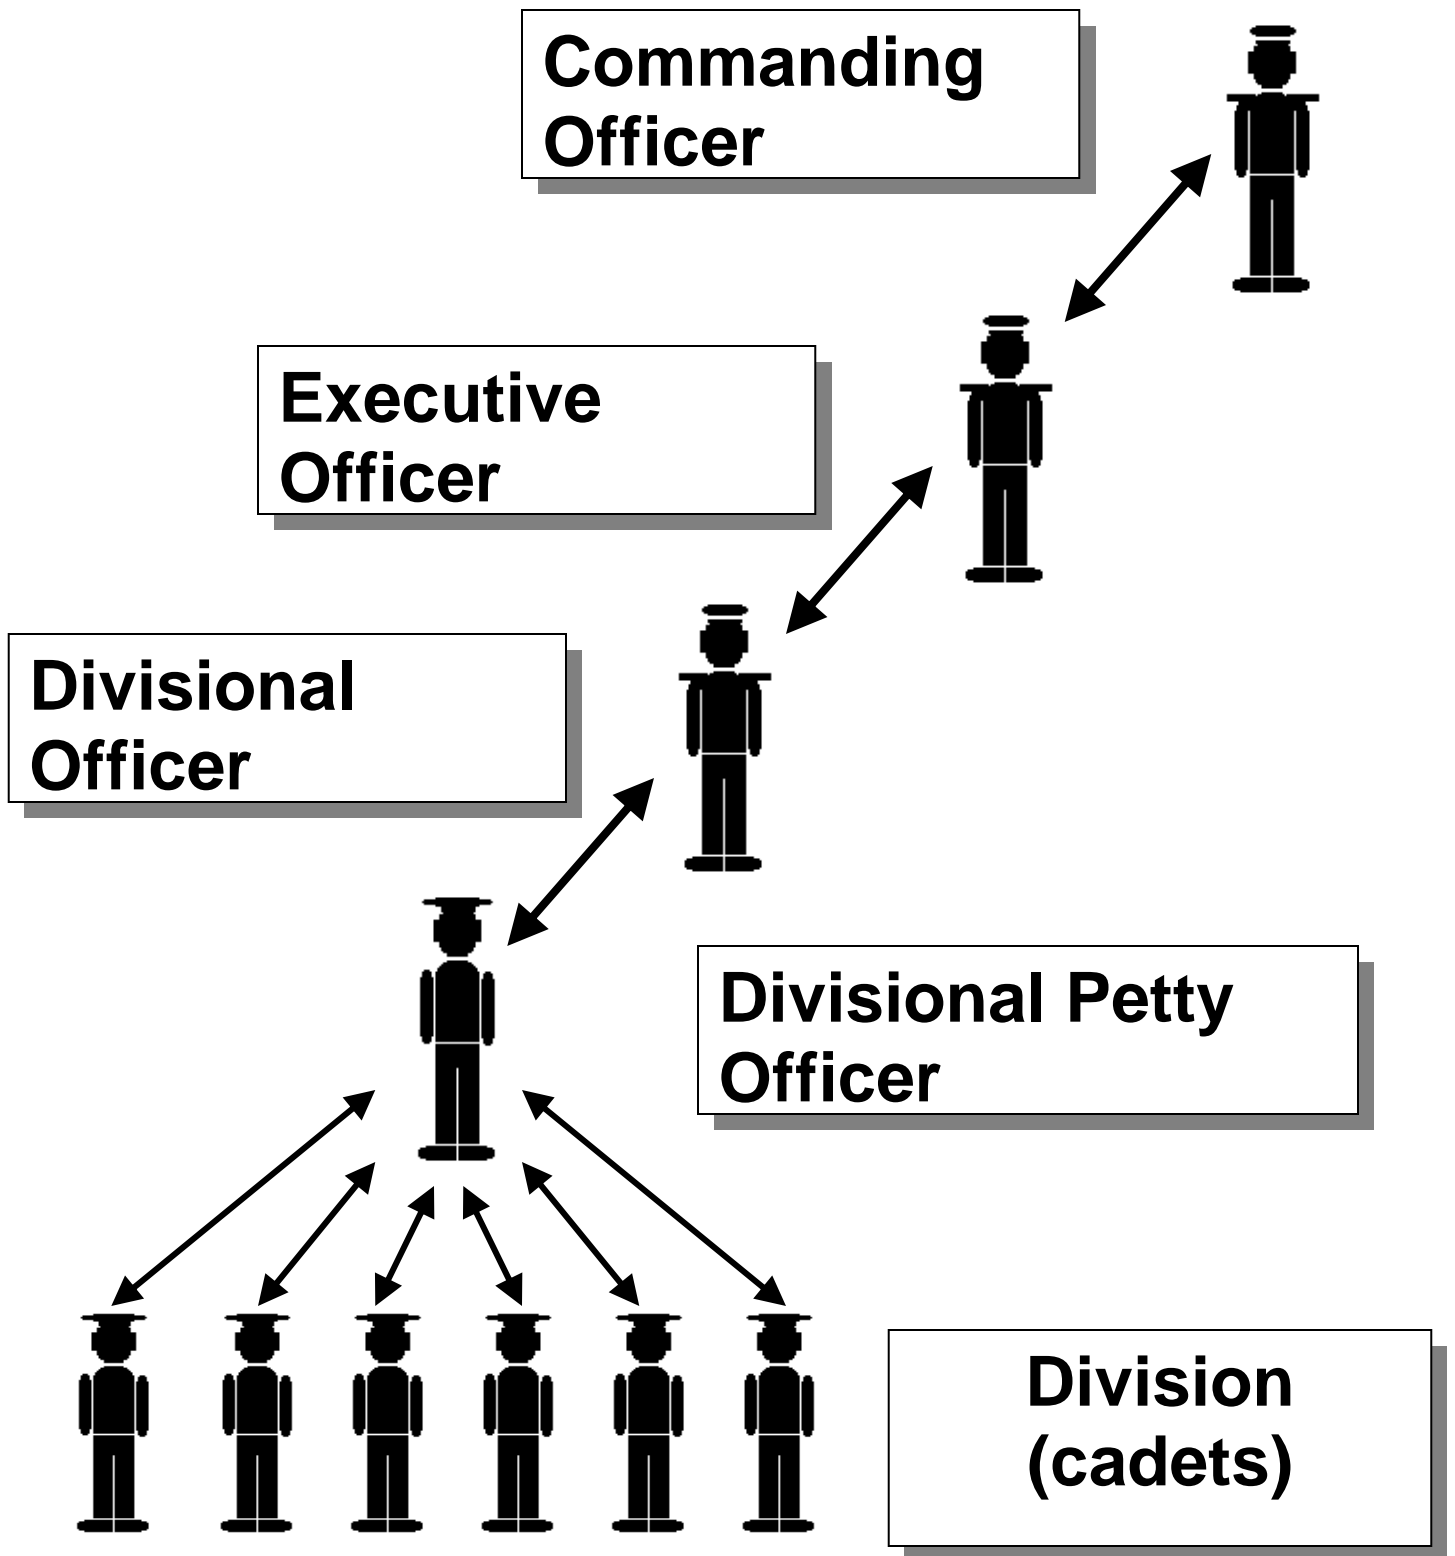 Commanding
Officer
Executive
Officer
Divisional
Officer
Divisional Petty
Officer
Division
(cadets)